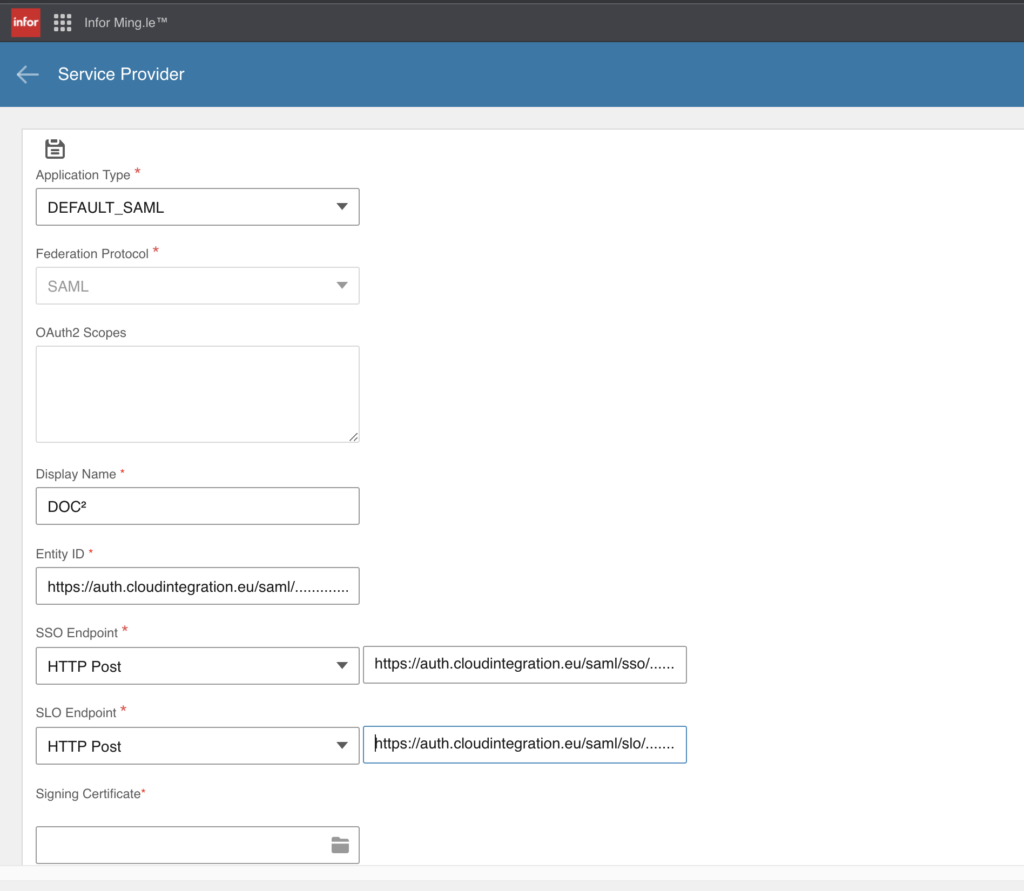 infor Infor Ming.le™
Service Provider
Application Type *
DEFAULT_SAML
Federation Protocol *
SAML
OAuth2 Scopes
Display Name *
DOC²
Entity ID *
https://auth.cloudintegration.eu/saml/.............
SSO Endpoint *
HTTP Post https://auth.cloudintegration.eu/saml/sso/......
SLO Endpoint *
HTTP Post https://auth.cloudintegration.eu/saml/slo/.......
Signing Certificate*